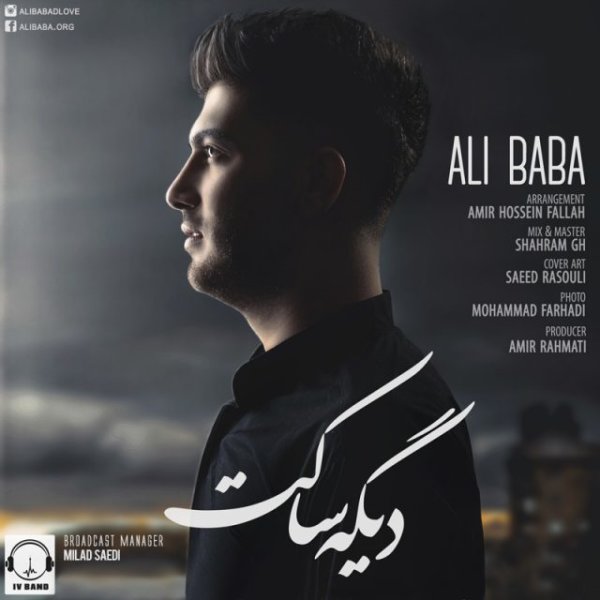 ALIBABADLOVE
ALIBABA.ORG
ALI BABA
ARRANGEMENT
AMIR HOSSEIN FALLAH
MIX & MASTER
SHAHRAM GH
COVER ART
SAEED RASOULI
PHOTO
MOHAMMAD FARHADI
PRODUCER
AMIR RAHMATI
دیگه ساکت
BROADCAST MANAGER
MILAD SAEDI
IV BAND